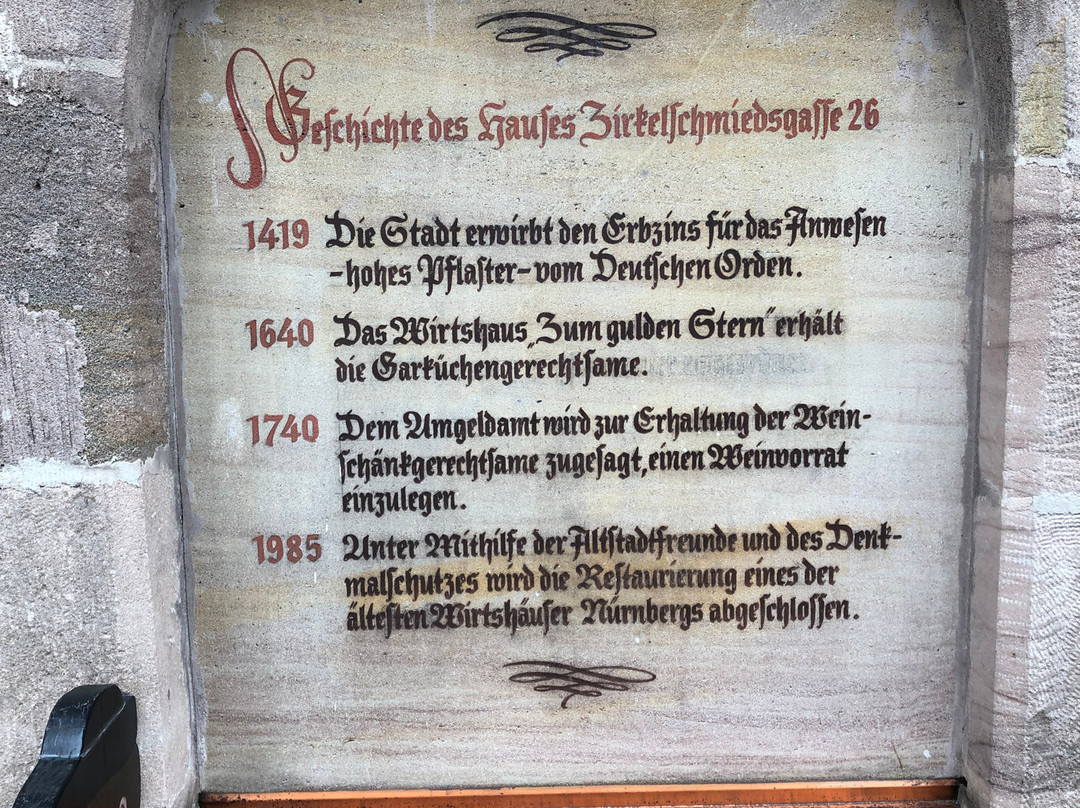 Geschichte des Hauses Zirkelschmiedsgasse 26
1419 Die Stadt erwirbt den Erbzins für das Anwesen
-hohes Pflaster- vom Deutschen Orden.
1640 Das Wirtshaus „Zum gulden Stern" erhält
die Garküchengerechtsame.
1740 Dem Umgeldamt wird zur Erhaltung der Wein-
schänkgerechtsame zugesagt, einen Weinvorrat
einzulegen.
1985 Unter Mithilfe der Altstadtfreunde und des Denk-
malschutzes wird die Restaurierung eines der
ältesten Wirtshäuser Nürnbergs abgeschlossen.